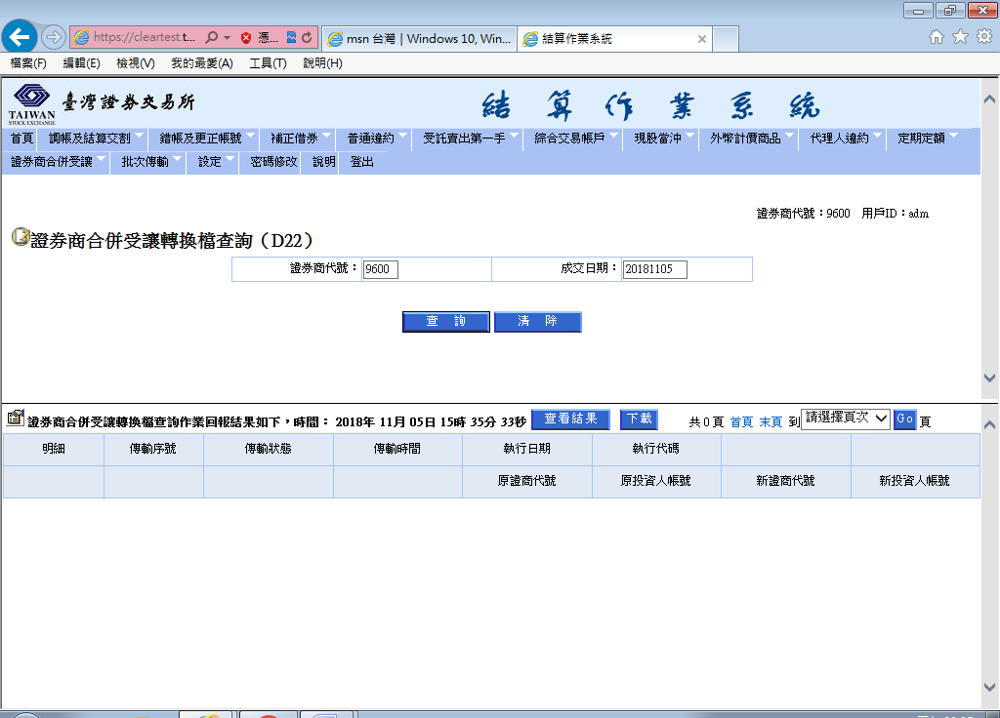 https://cleartest.t...
憑...
msn 台灣 | Windows 10, Win...
結算作業系統
檔案(F) 編輯(E) 檢視(V) 我的最愛(A) 工具(T) 說明(H)
TAIWAN
STOCK EXCHANGE
臺灣證券交易所
結算作業系統
首頁 調帳及結算交割 錯帳及更正帳號 補正借券 普通違約 受託賣出第一手 綜合交易帳戶 現股當沖 外幣計價商品 代理人違約 定期定額
證券商合併受讓 批次傳輸 設定 密碼修改 說明 登出
證券商代號：9600 用戶ID：adm
證券商合併受讓轉換檔查詢（D22）
證券商代號： 9600 成交日期： 20181105
查 詢 清 除
證券商合併受讓轉換檔查詢作業回報結果如下，時間： 2018年 11月 05日 15時 35分 33秒 查看結果 下載 共 0 頁 首頁 末頁 到 請選擇頁次 Go 頁
明細 傳輸序號 傳輸狀態 傳輸時間 執行日期 執行代碼
原證商代號 原投資人帳號 新證商代號 新投資人帳號